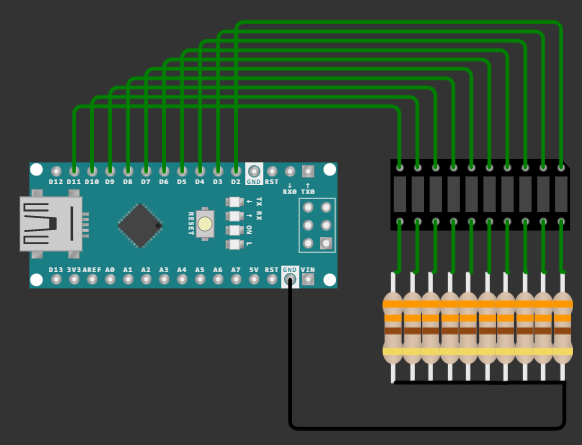 D12 D11 D10 D9 D8 D7 D6 D5 D4 D3 D2 GND RST RX0 TX0
↓ ↑
RESET
TX
RX
ON
L
D13 3V3 AREF A0 A1 A2 A3 A4 A5 A6 A7 5V RST GND VIN